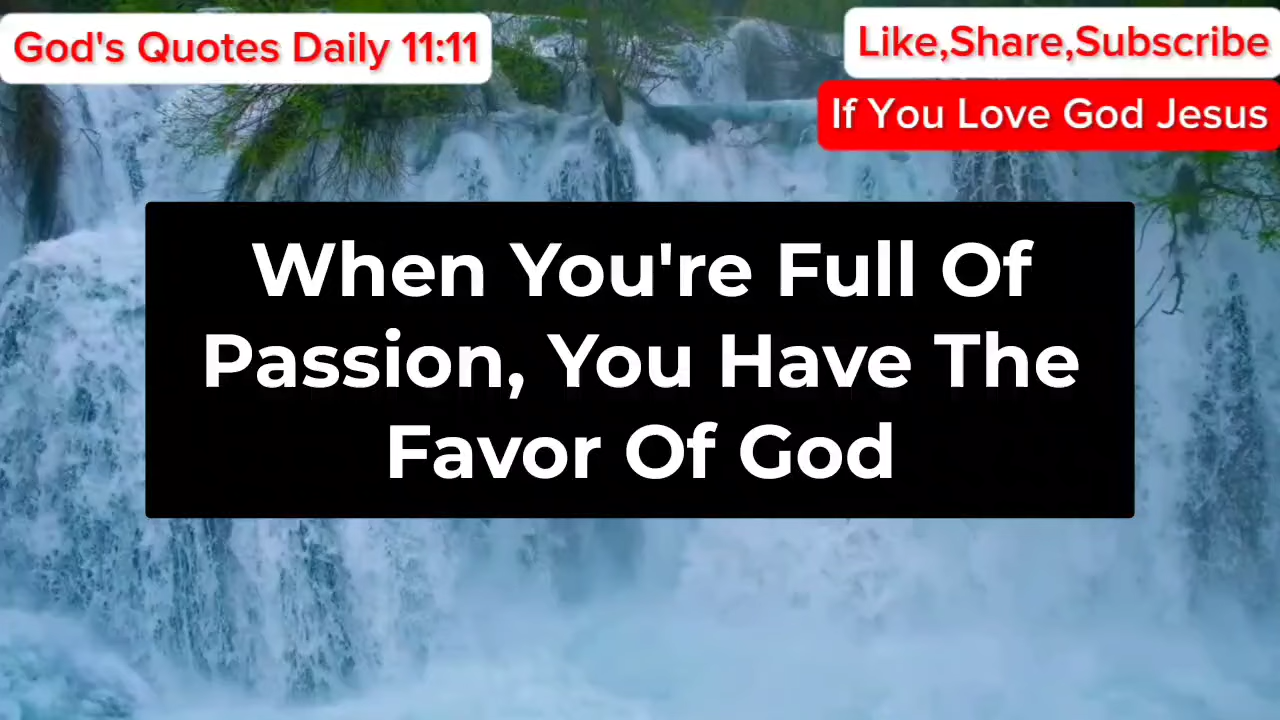 God's Quotes Daily 11:11
Like,Share,Subscribe
If You Love God Jesus
When You're Full Of
Passion, You Have The
Favor Of God